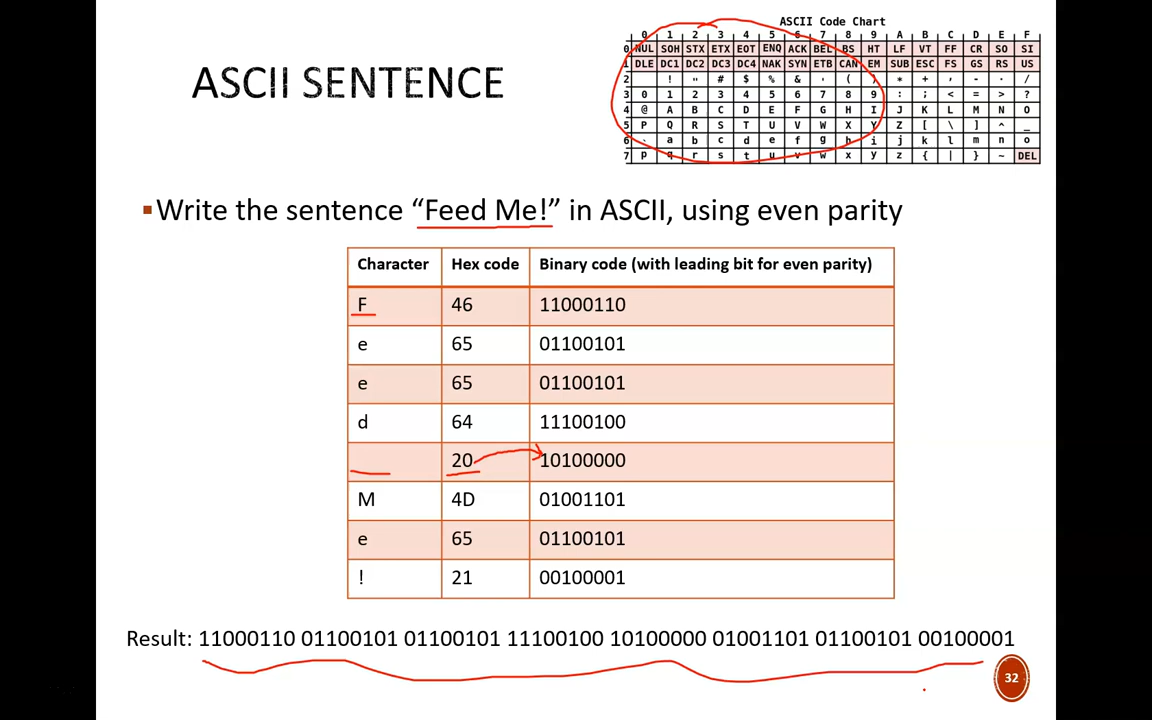 ASCII Code Chart
0 1 2 3 4 5 6 7 8 9 A B C D E F
0 NUL SOH STX ETX EOT ENQ ACK BEL BS HT LF VT FF CR SO SI
1 DLE DC1 DC2 DC3 DC4 NAK SYN ETB CAN EM SUB ESC FS GS RS US
2 ! " # $ % & ' ( ) * + , - . /
3 0 1 2 3 4 5 6 7 8 9 : ; < = > ?
4 @ A B C D E F G H I J K L M N O
5 P Q R S T U V W X Y Z [ \ ] ^ _
6 ` a b c d e f g h i j k l m n o
7 p q r s t u v w x y z { | } ~ DEL
ASCII SENTENCE
▪Write the sentence “Feed Me!” in ASCII, using even parity
Character Hex code Binary code (with leading bit for even parity)
F 46 11000110
e 65 01100101
e 65 01100101
d 64 11100100
20 10100000
M 4D 01001101
e 65 01100101
! 21 00100001
Result: 11000110 01100101 01100101 11100100 10100000 01001101 01100101 00100001
32